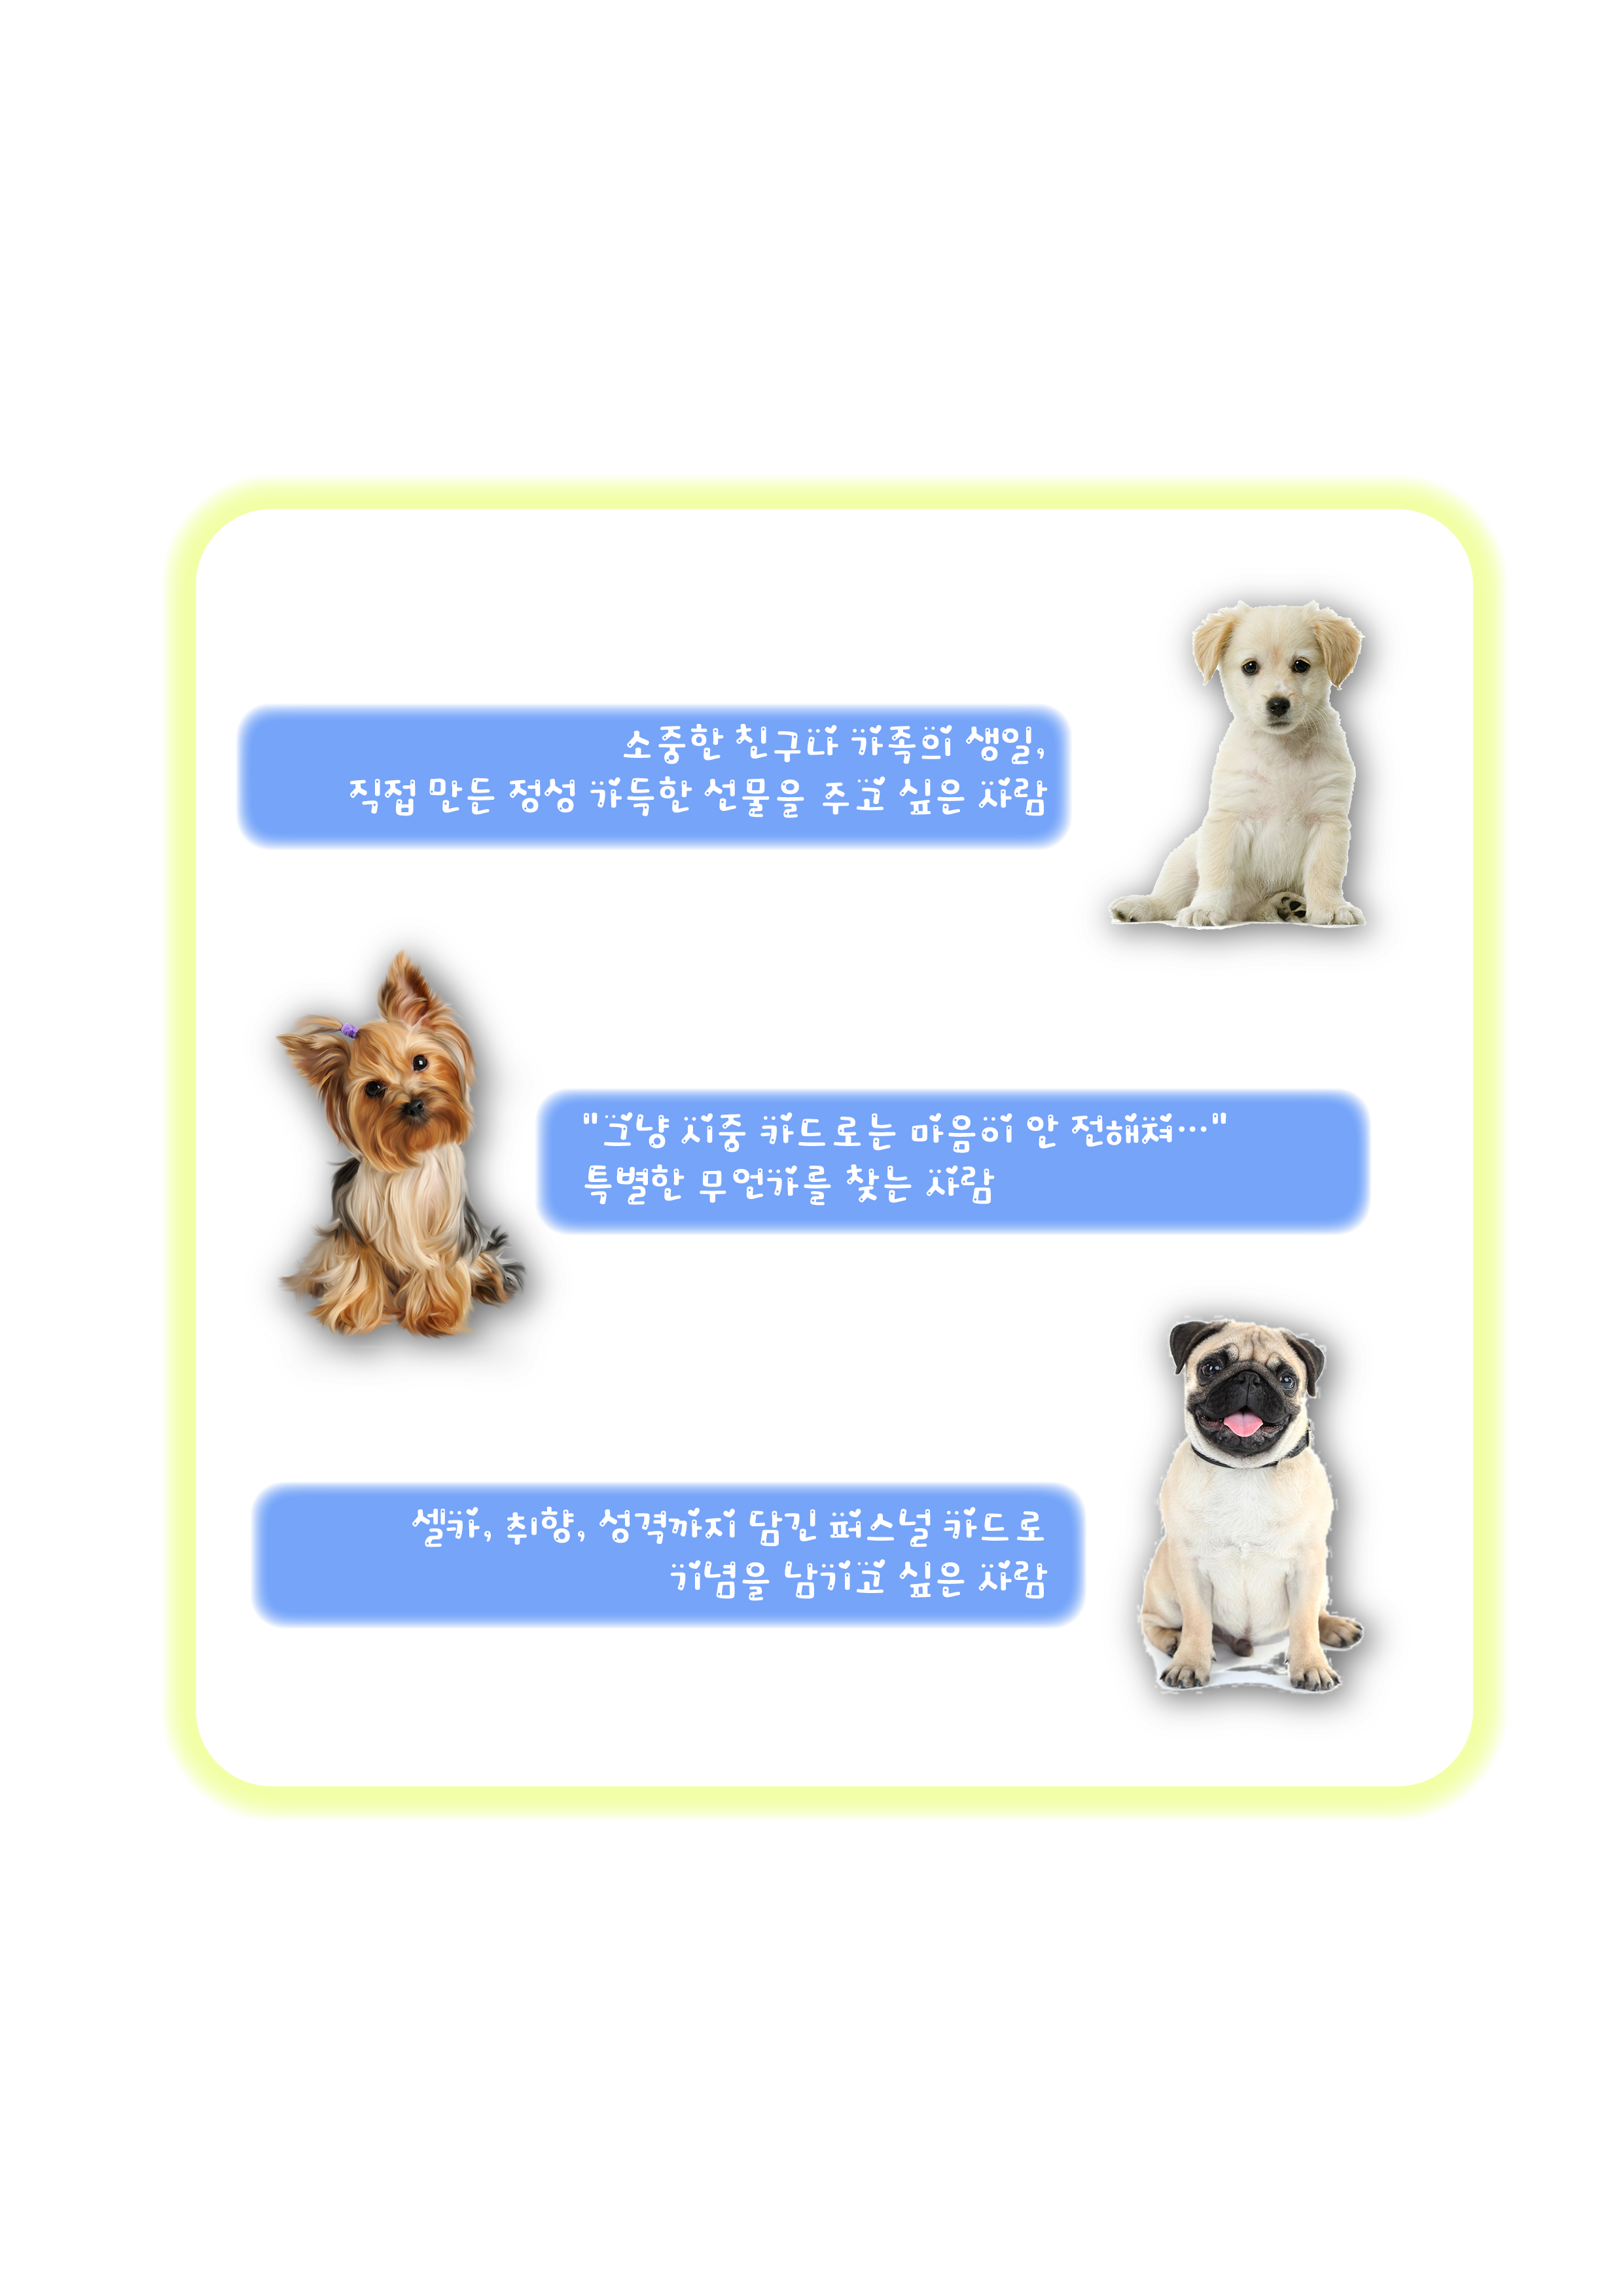 소중한 친구나 가족의 생일,
직접 만든 정성 가득한 선물을 주고 싶은 사람
"그냥 시중 카드로는 마음이 안 전해져…"
특별한 무언가를 찾는 사람
셀카, 취향, 성격까지 담긴 퍼스널 카드로
기념을 남기고 싶은 사람